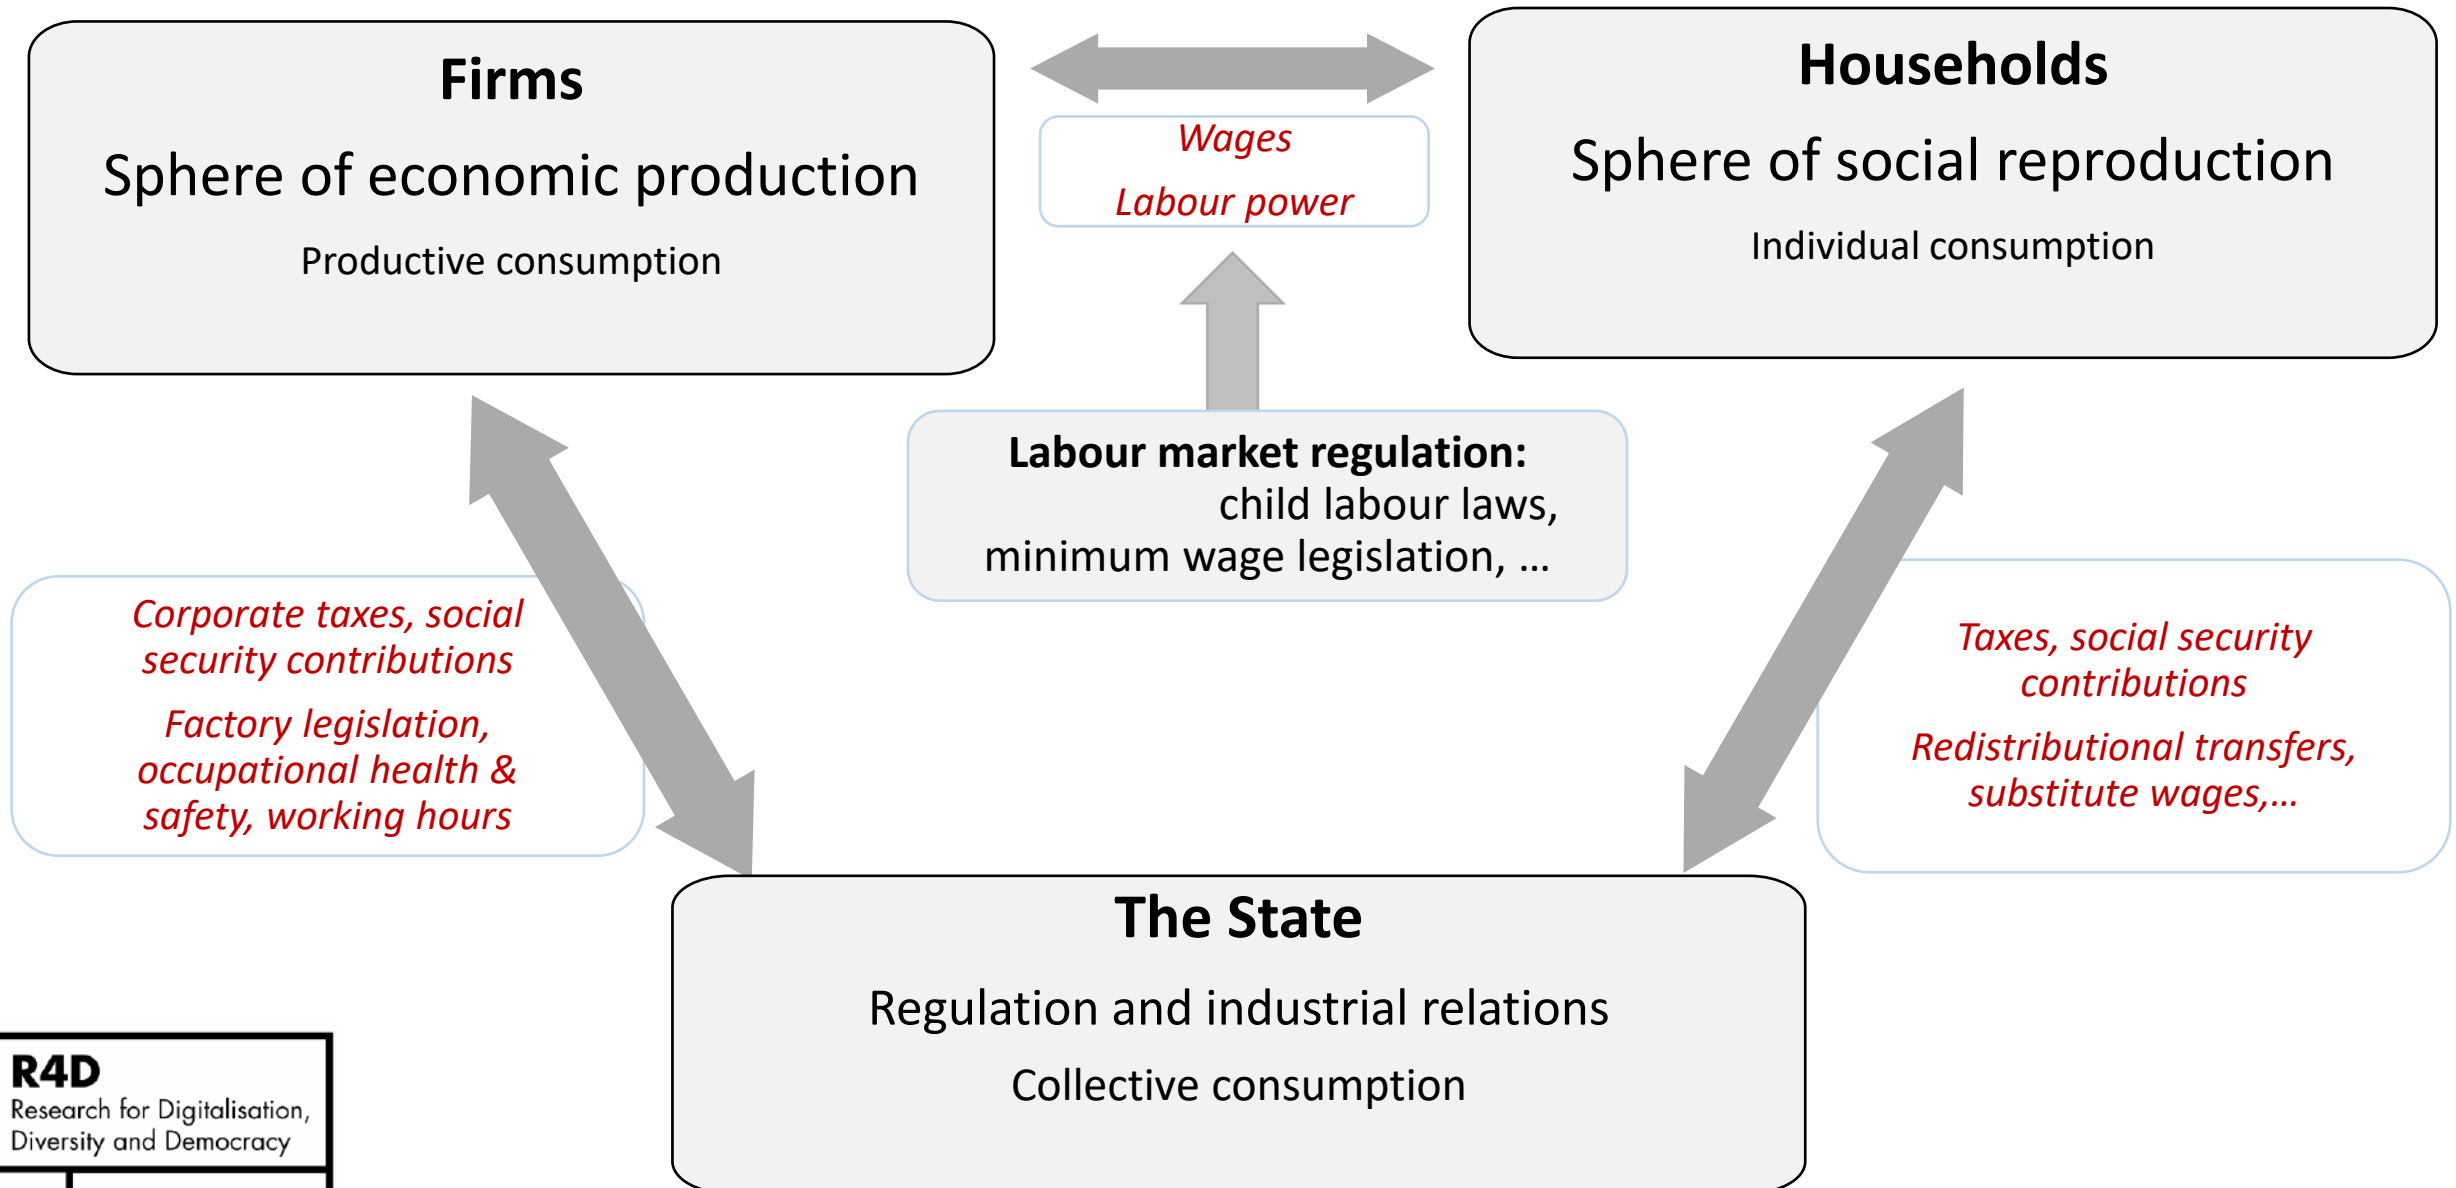 Firms
Sphere of economic production
Productive consumption
Wages
Labour power
Households
Sphere of social reproduction
Individual consumption
Labour market regulation:
child labour laws,
minimum wage legislation, ...
Corporate taxes, social
security contributions
Factory legislation,
occupational health &
safety, working hours
Taxes, social security
contributions
Redistributional transfers,
substitute wages,...
The State
Regulation and industrial relations
Collective consumption
R4D
Research for Digitalisation,
Diversity and Democracy